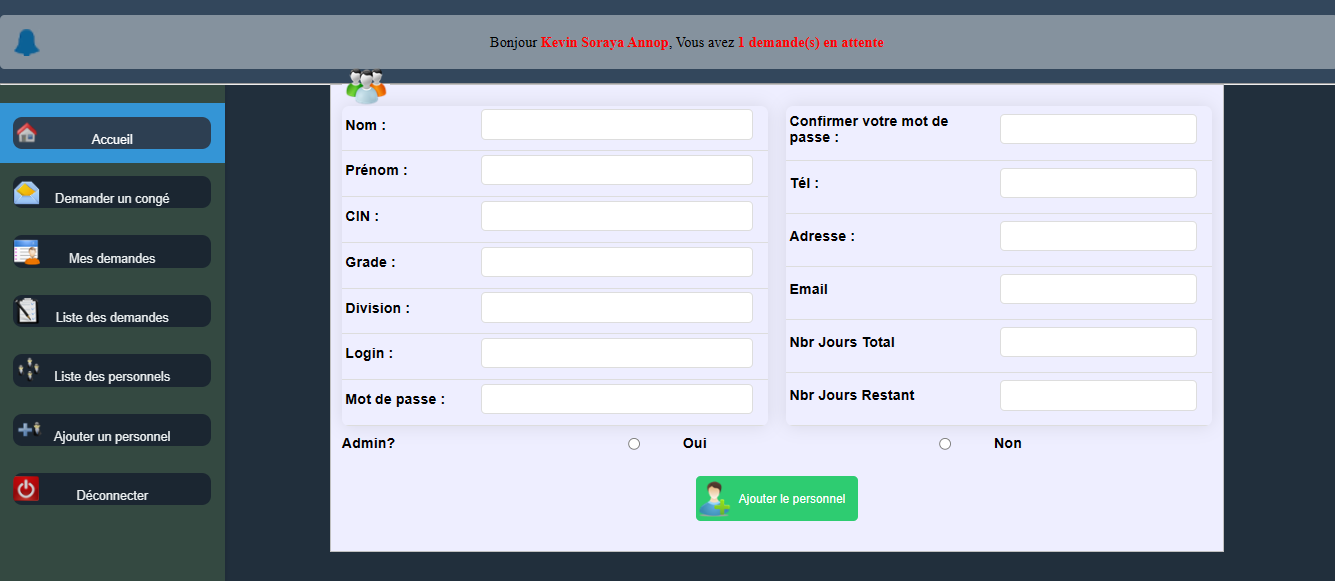 Bonjour Kevin Soraya Annop, Vous avez 1 demande(s) en attente
Accueil
Demander un congé
Mes demandes
Liste des demandes
Liste des personnels
Ajouter un personnel
Déconnecter
Nom :
Prénom :
CIN :
Grade :
Division :
Login :
Mot de passe :
Confirmer votre mot de
passe :
Tél :
Adresse :
Email
Nbr Jours Total
Nbr Jours Restant
Admin? Oui Non
Ajouter le personnel